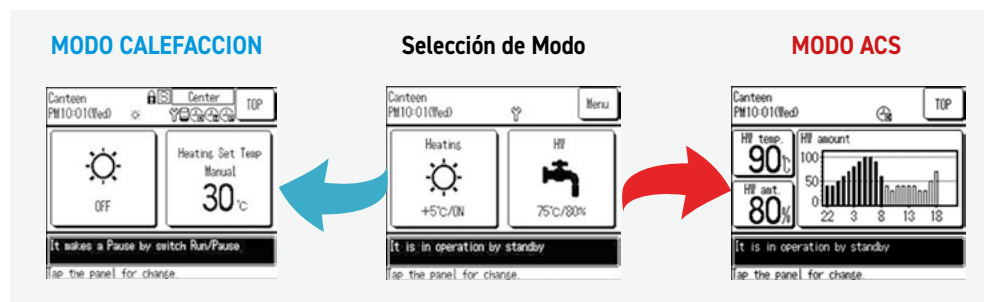 MODO CALEFACCION
Selección de Modo
MODO ACS
Canteen
S
Center
TOP
PM10:01(Wed)
OFF
Heating Set Temp
Manual
30°C
It makes a Pause by switch Run/Pause.
Tap the panel for change.
Canteen
PM10:01(Wed)
Menu
Heating
+5°C/ON
HW
75°C/80%
It is in operation by standby
Tap the panel for change.
Canteen
PM10:01(Wed)
TOP
HW temp.
90°C
HW amt.
80%
HW amount
100
50
0
22 3 8 13 18
It is in operation by standby
Tap the panel for change.